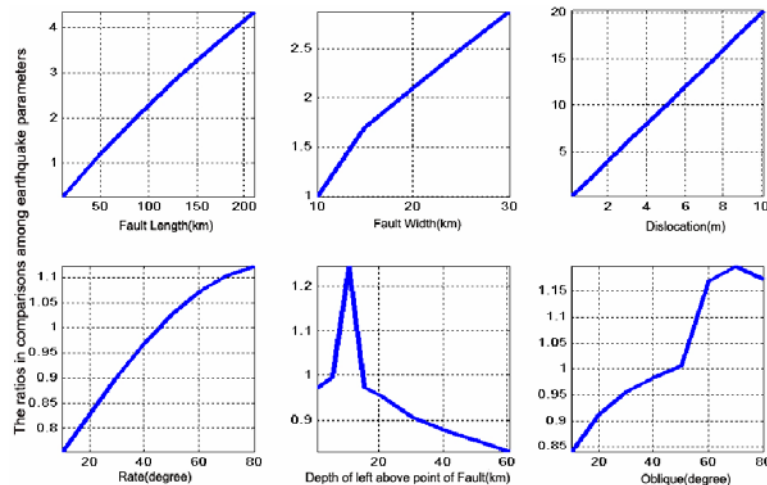 The ratios in comparisons among earthquake parameters
4
3
2
1
50 100 150 200
Fault Length(km)
2.5
2
1.5
1
10 20 30
Fault Width(km)
20
15
10
5
2 4 6 8 10
Dislocation(m)
1.1
1.05
1
0.95
0.9
0.85
0.8
20 40 60 80
Rate(degree)
1.2
1.1
1
0.9
20 40 60
Depth of left above point of Fault(km)
1.15
1.1
1.05
1
0.95
0.9
0.85
20 40 60 80
Oblique(degree)